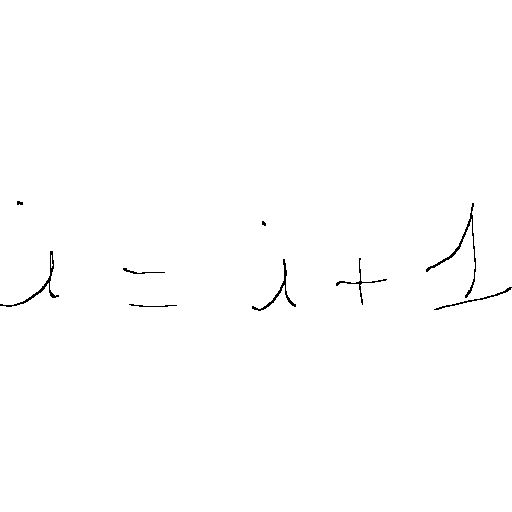 i = i + 1